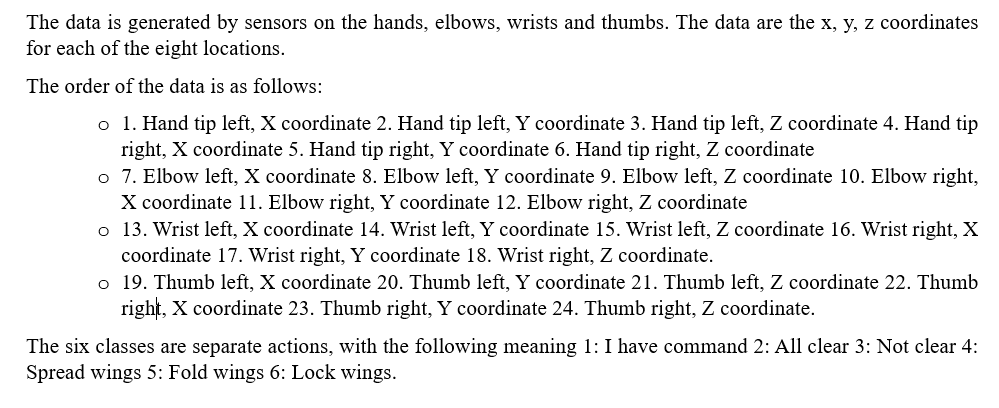 The data is generated by sensors on the hands, elbows, wrists and thumbs. The data are the x, y, z coordinates
for each of the eight locations.
The order of the data is as follows:
o 1. Hand tip left, X coordinate 2. Hand tip left, Y coordinate 3. Hand tip left, Z coordinate 4. Hand tip
right, X coordinate 5. Hand tip right, Y coordinate 6. Hand tip right, Z coordinate
o 7. Elbow left, X coordinate 8. Elbow left, Y coordinate 9. Elbow left, Z coordinate 10. Elbow right,
X coordinate 11. Elbow right, Y coordinate 12. Elbow right, Z coordinate
o 13. Wrist left, X coordinate 14. Wrist left, Y coordinate 15. Wrist left, Z coordinate 16. Wrist right, X
coordinate 17. Wrist right, Y coordinate 18. Wrist right, Z coordinate.
o 19. Thumb left, X coordinate 20. Thumb left, Y coordinate 21. Thumb left, Z coordinate 22. Thumb
right, X coordinate 23. Thumb right, Y coordinate 24. Thumb right, Z coordinate.
The six classes are separate actions, with the following meaning 1: I have command 2: All clear 3: Not clear 4:
Spread wings 5: Fold wings 6: Lock wings.